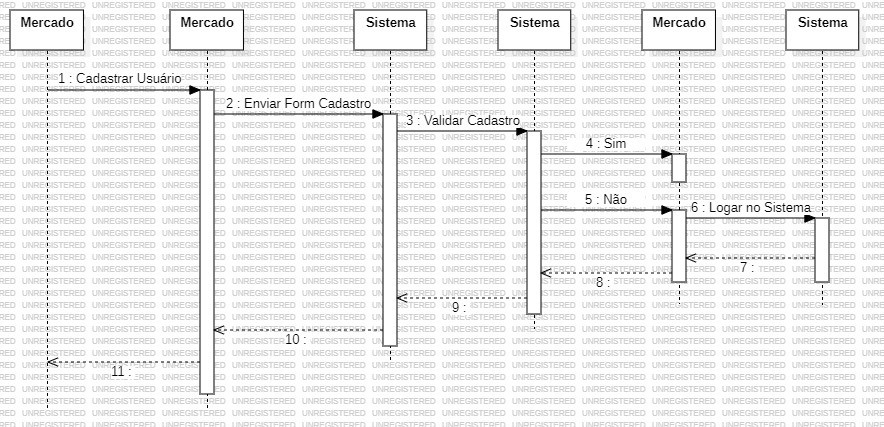 Mercado
Mercado
Sistema
Sistema
Mercado
Sistema
1 : Cadastrar Usuário
2 : Enviar Form Cadastro
3 : Validar Cadastro
4 : Sim
5 : Não
6 : Logar no Sistema
7 :
8 :
9 :
10 :
11 :
UNREGISTERED